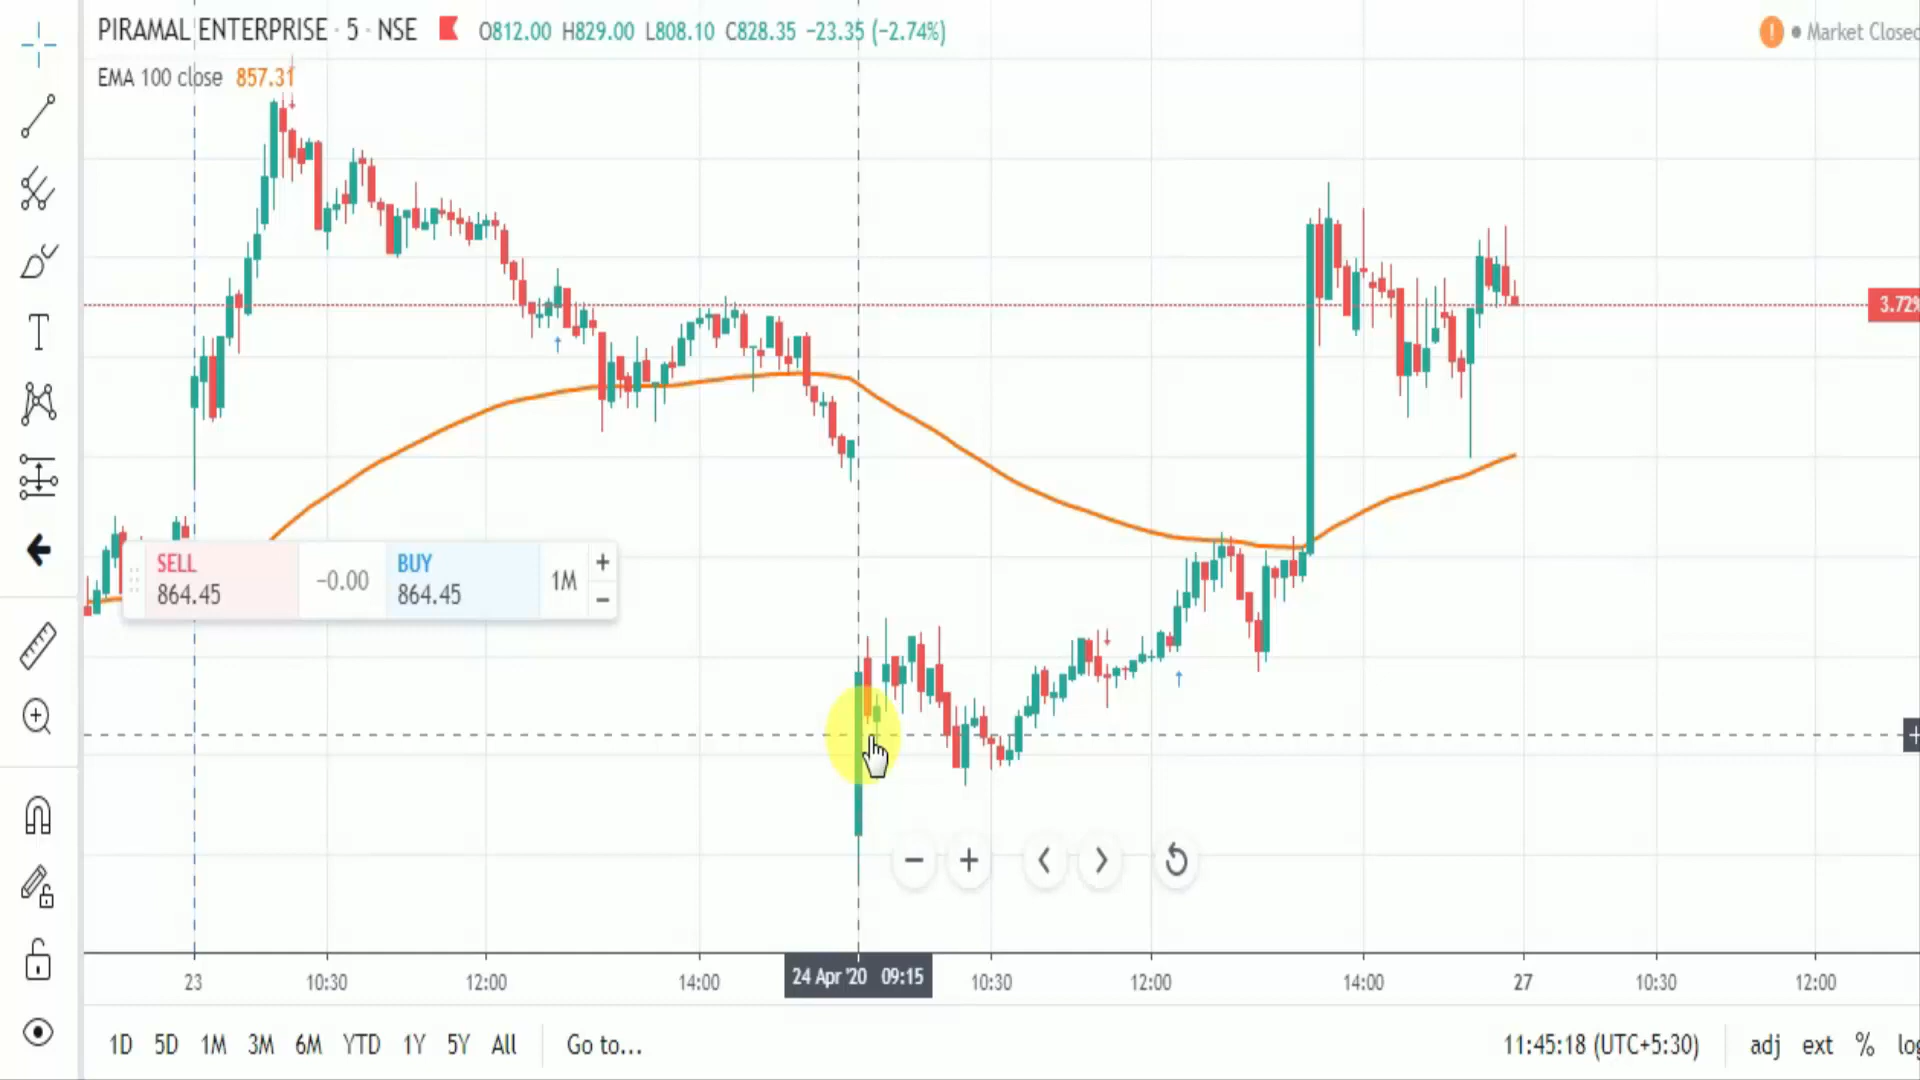 PIRAMAL ENTERPRISE · 5 · NSE O812.00 H829.00 L808.10 C828.35 −23.35 (−2.74%)
! Market Closed
EMA 100 close 857.31
T
3.72%
SELL
864.45
−0.00
BUY
864.45
1M
+
−
23 10:30 12:00 14:00 24 Apr '20 09:15 10:30 12:00 14:00 27 10:30 12:00
1D 5D 1M 3M 6M YTD 1Y 5Y All Go to... 11:45:18 (UTC+5:30) adj ext % log